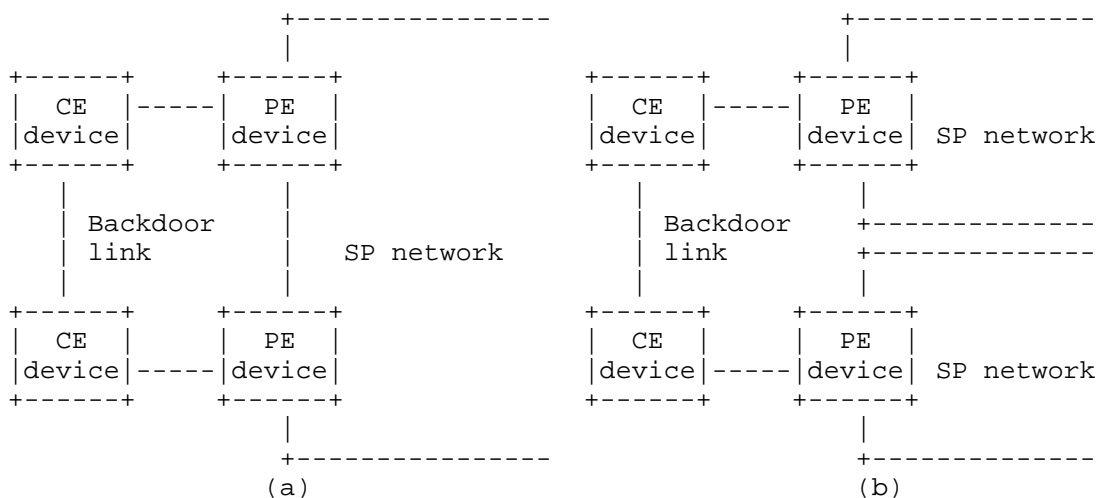 CE PE CE PE
device device device device SP network
Backdoor Backdoor
link SP network link
CE PE CE PE
device device device device SP network
(a) (b)